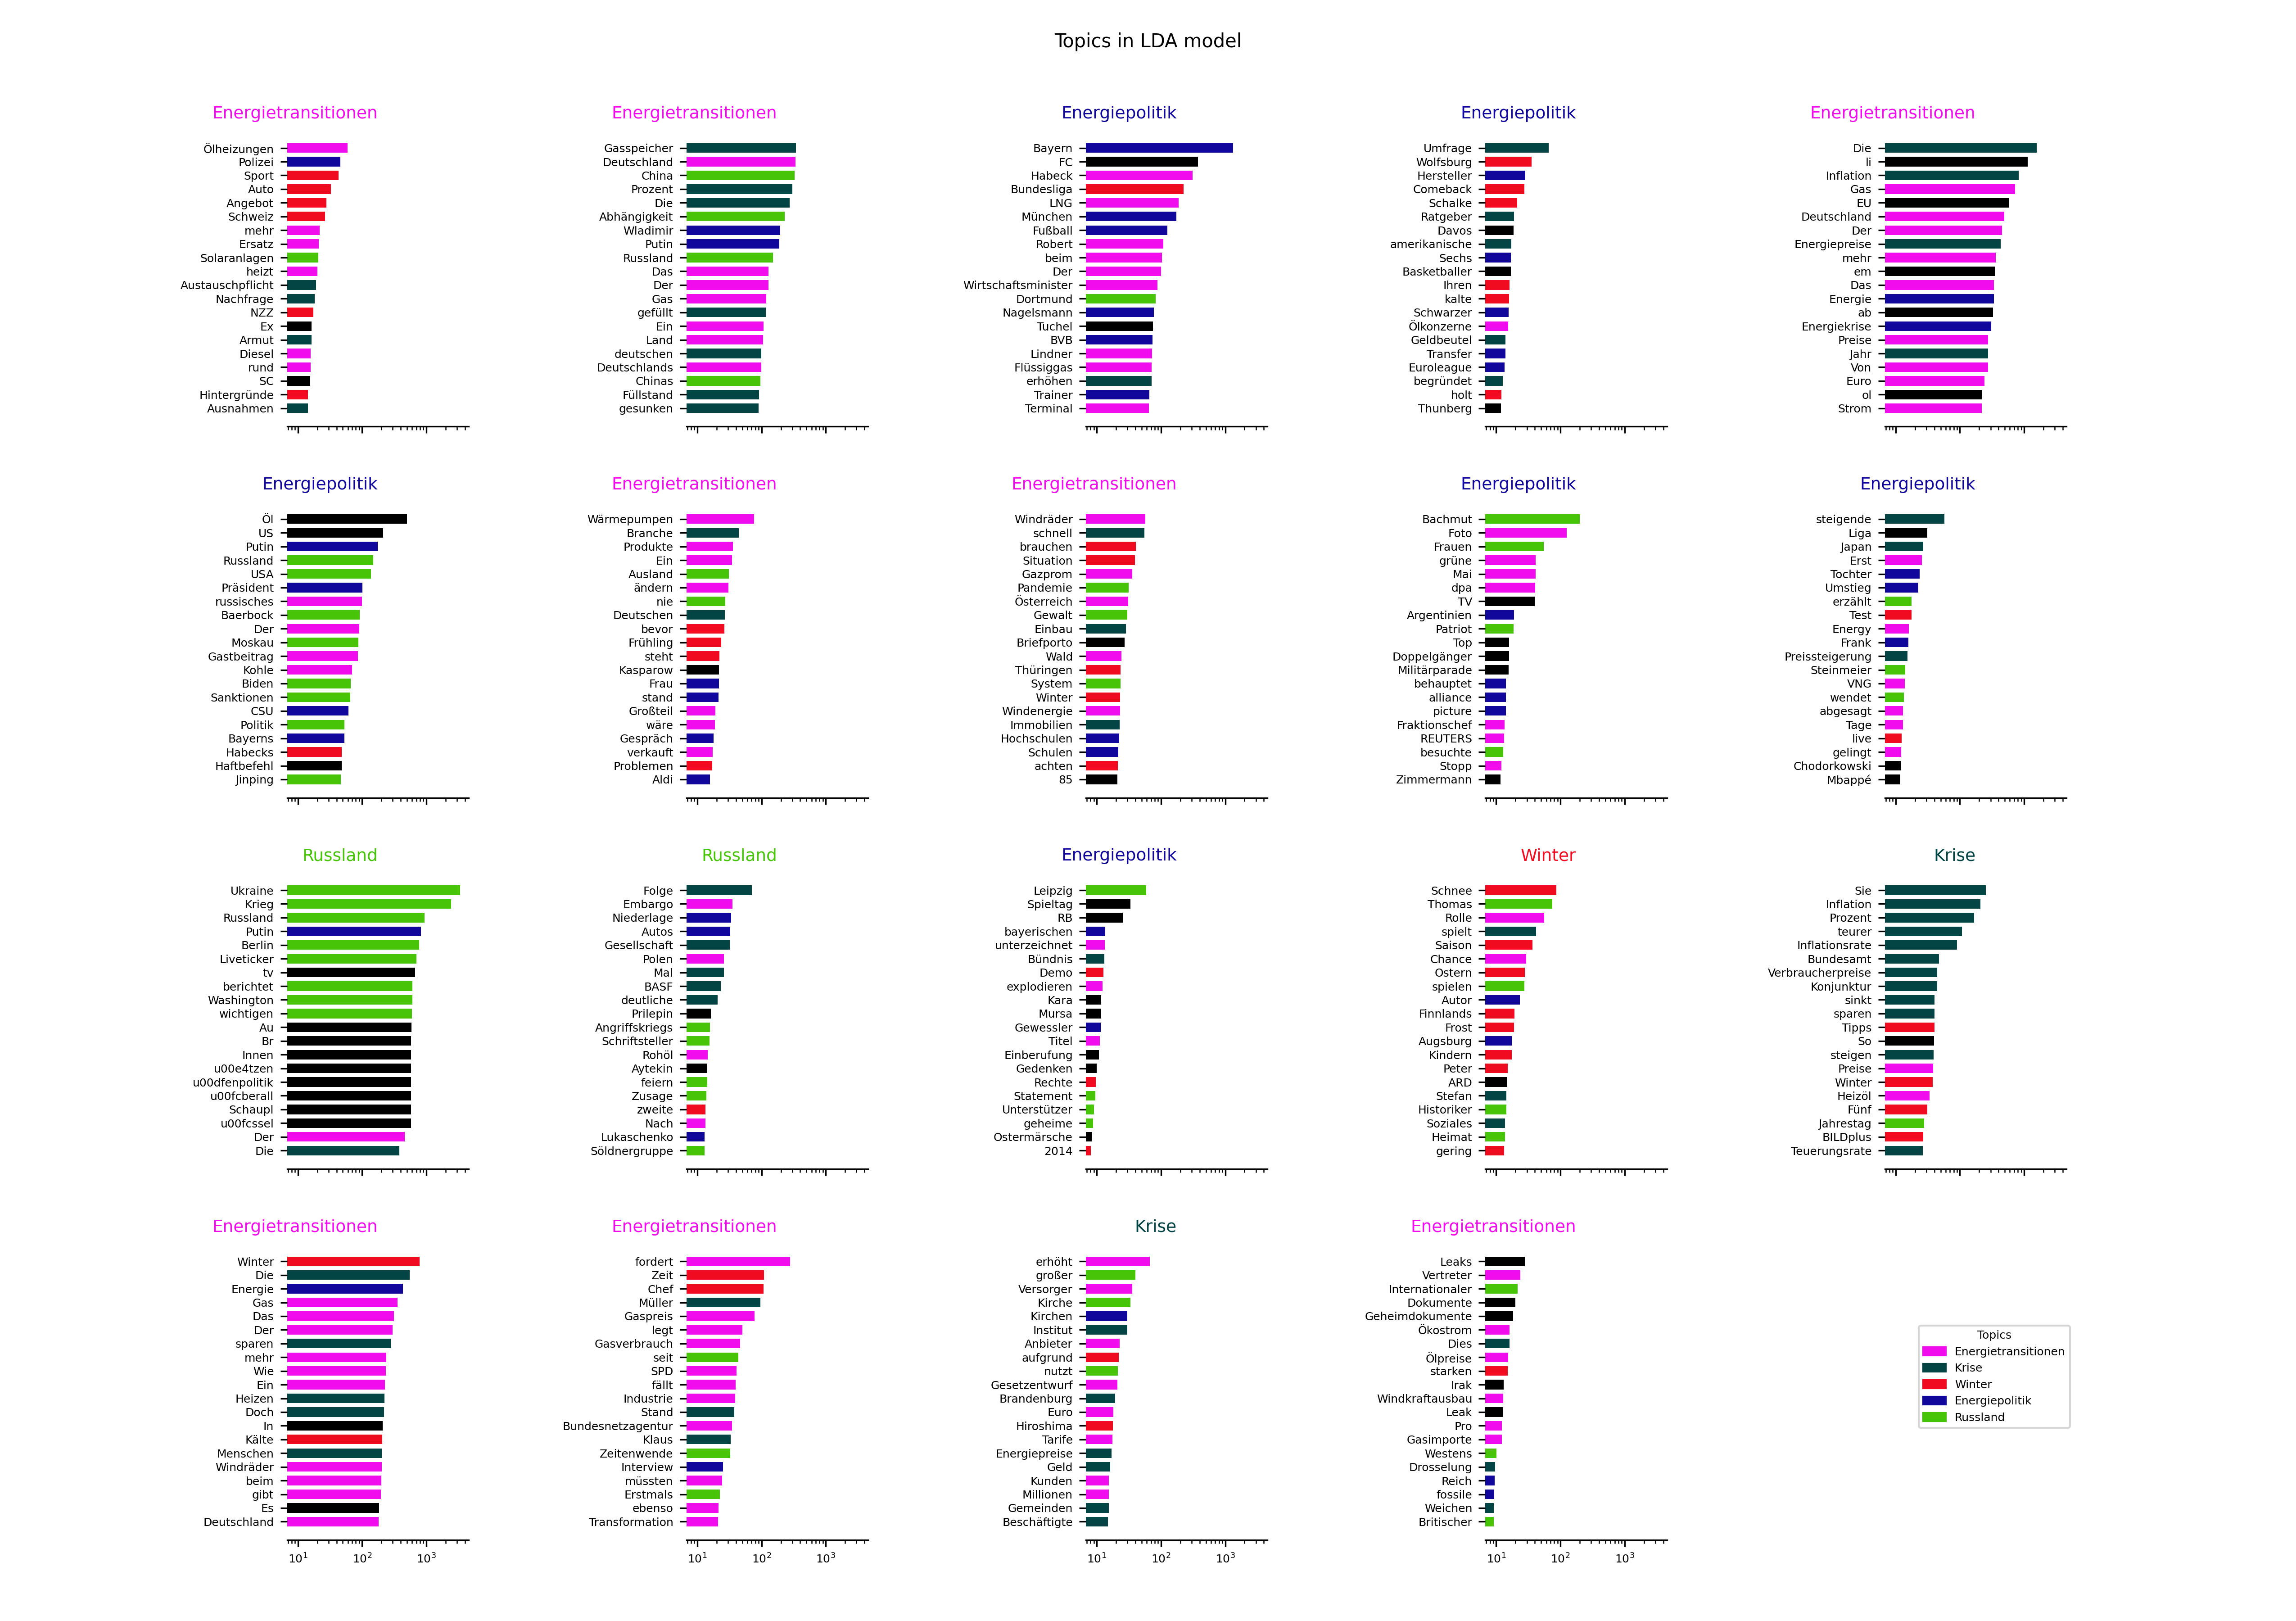 Topics in LDA model
Energietransitionen
Ölheizungen
Polizei
Sport
Auto
Angebot
Schweiz
mehr
Ersatz
Solaranlagen
heizt
Austauschpflicht
Nachfrage
NZZ
Ex
Armut
Diesel
rund
SC
Hintergründe
Ausnahmen
Energietransitionen
Gasspeicher
Deutschland
China
Prozent
Die
Abhängigkeit
Wladimir
Putin
Russland
Das
Der
Gas
gefüllt
Ein
Land
deutschen
Deutschlands
Chinas
Füllstand
gesunken
Energiepolitik
Bayern
FC
Habeck
Bundesliga
LNG
München
Fußball
Robert
beim
Der
Wirtschaftsminister
Dortmund
Nagelsmann
Tuchel
BVB
Lindner
Flüssiggas
erhöhen
Trainer
Terminal
Energiepolitik
Umfrage
Wolfsburg
Hersteller
Comeback
Schalke
Ratgeber
Davos
amerikanische
Sechs
Basketballer
Ihren
kalte
Schwarzer
Ölkonzerne
Geldbeutel
Transfer
Euroleague
begründet
holt
Thunberg
Energietransitionen
Die
li
Inflation
Gas
EU
Deutschland
Der
Energiepreise
mehr
em
Das
Energie
ab
Energiekrise
Preise
Jahr
Von
Euro
ol
Strom
Energiepolitik
Öl
US
Putin
Russland
USA
Präsident
russisches
Baerbock
Der
Moskau
Gastbeitrag
Kohle
Biden
Sanktionen
CSU
Politik
Bayerns
Habecks
Haftbefehl
Jinping
Energietransitionen
Wärmepumpen
Branche
Produkte
Ein
Ausland
ändern
nie
Deutschen
bevor
Frühling
steht
Kasparow
Frau
stand
Großteil
wäre
Gespräch
verkauft
Problemen
Aldi
Energietransitionen
Windräder
schnell
brauchen
Situation
Gazprom
Pandemie
Österreich
Gewalt
Einbau
Briefporto
Wald
Thüringen
System
Winter
Windenergie
Immobilien
Hochschulen
Schulen
achten
85
Energiepolitik
Bachmut
Foto
Frauen
grüne
Mai
dpa
TV
Argentinien
Patriot
Top
Doppelgänger
Militärparade
behauptet
alliance
picture
Fraktionschef
REUTERS
besuchte
Stopp
Zimmermann
Energiepolitik
steigende
Liga
Japan
Erst
Tochter
Umstieg
erzählt
Test
Energy
Frank
Preissteigerung
Steinmeier
VNG
wendet
abgesagt
Tage
live
gelingt
Chodorkowski
Mbappé
Russland
Ukraine
Krieg
Russland
Putin
Berlin
Liveticker
tv
berichtet
Washington
wichtigen
Au
Br
Innen
u00e4tzen
u00dfenpolitik
u00fcberall
Schaupl
u00fcssel
Der
Die
Russland
Folge
Embargo
Niederlage
Autos
Gesellschaft
Polen
Mal
BASF
deutliche
Prilepin
Angriffskriegs
Schriftsteller
Rohöl
Aytekin
feiern
Zusage
zweite
Nach
Lukaschenko
Söldnergruppe
Energiepolitik
Leipzig
Spieltag
RB
bayerischen
unterzeichnet
Bündnis
Demo
explodieren
Kara
Mursa
Gewessler
Titel
Einberufung
Gedenken
Rechte
Statement
Unterstützer
geheime
Ostermärsche
2014
Winter
Schnee
Thomas
Rolle
spielt
Saison
Chance
Ostern
spielen
Autor
Finnlands
Frost
Augsburg
Kindern
Peter
ARD
Stefan
Historiker
Soziales
Heimat
gering
Krise
Sie
Inflation
Prozent
teurer
Inflationsrate
Bundesamt
Verbraucherpreise
Konjunktur
sinkt
sparen
Tipps
So
steigen
Preise
Winter
Heizöl
Fünf
Jahrestag
BILDplus
Teuerungsrate
Energietransitionen
Winter
Die
Energie
Gas
Das
Der
sparen
mehr
Wie
Ein
Heizen
Doch
In
Kälte
Menschen
Windräder
beim
gibt
Es
Deutschland
10¹ 10² 10³
Energietransitionen
fordert
Zeit
Chef
Müller
Gaspreis
legt
Gasverbrauch
seit
SPD
fällt
Industrie
Stand
Bundesnetzagentur
Klaus
Zeitenwende
Interview
müssten
Erstmals
ebenso
Transformation
10¹ 10² 10³
Krise
erhöht
großer
Versorger
Kirche
Kirchen
Institut
Anbieter
aufgrund
nutzt
Gesetzentwurf
Brandenburg
Euro
Hiroshima
Tarife
Energiepreise
Geld
Kunden
Millionen
Gemeinden
Beschäftigte
10¹ 10² 10³
Energietransitionen
Leaks
Vertreter
Internationaler
Dokumente
Geheimdokumente
Ökostrom
Dies
Ölpreise
starken
Irak
Windkraftausbau
Leak
Pro
Gasimporte
Westens
Drosselung
Reich
fossile
Weichen
Britischer
10¹ 10² 10³
Topics
Energietransitionen
Krise
Winter
Energiepolitik
Russland